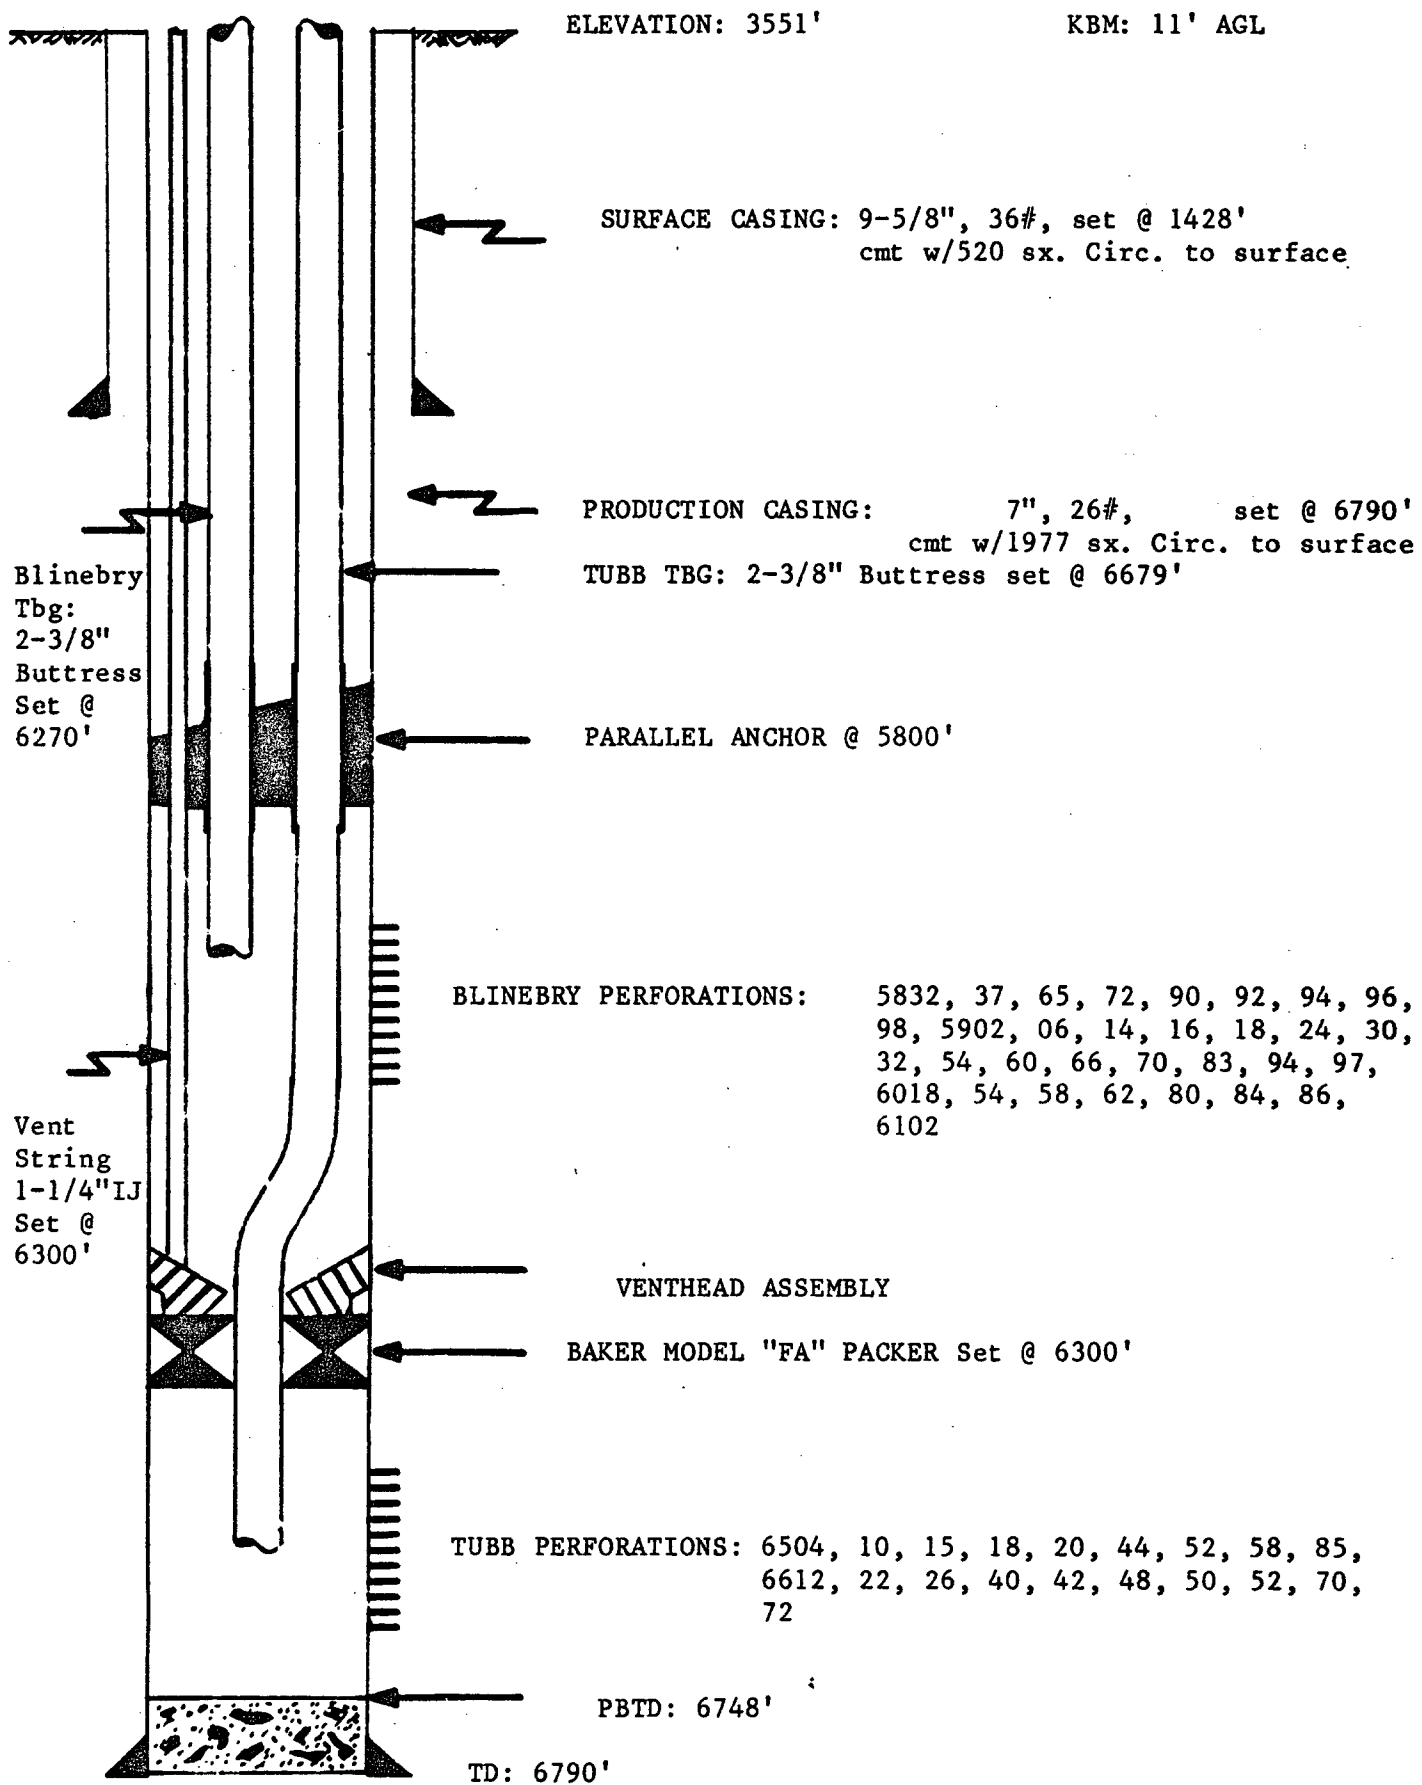 ELEVATION: 3551' KBM: 11' AGL
SURFACE CASING: 9-5/8", 36#, set @ 1428'
cmt w/520 sx. Circ. to surface
PRODUCTION CASING: 7", 26#, set @ 6790'
cmt w/1977 sx. Circ. to surface
TUBB TBG: 2-3/8" Buttress set @ 6679'
Blinebry
Tbg:
2-3/8"
Buttress
Set @
6270'
PARALLEL ANCHOR @ 5800'
BLINEBRY PERFORATIONS: 5832, 37, 65, 72, 90, 92, 94, 96,
98, 5902, 06, 14, 16, 18, 24, 30,
32, 54, 60, 66, 70, 83, 94, 97,
6018, 54, 58, 62, 80, 84, 86,
6102
Vent
String
1-1/4"IJ
Set @
6300'
VENTHEAD ASSEMBLY
BAKER MODEL "FA" PACKER Set @ 6300'
TUBB PERFORATIONS: 6504, 10, 15, 18, 20, 44, 52, 58, 85,
6612, 22, 26, 40, 42, 48, 50, 52, 70,
72
PBTD: 6748'
TD: 6790'